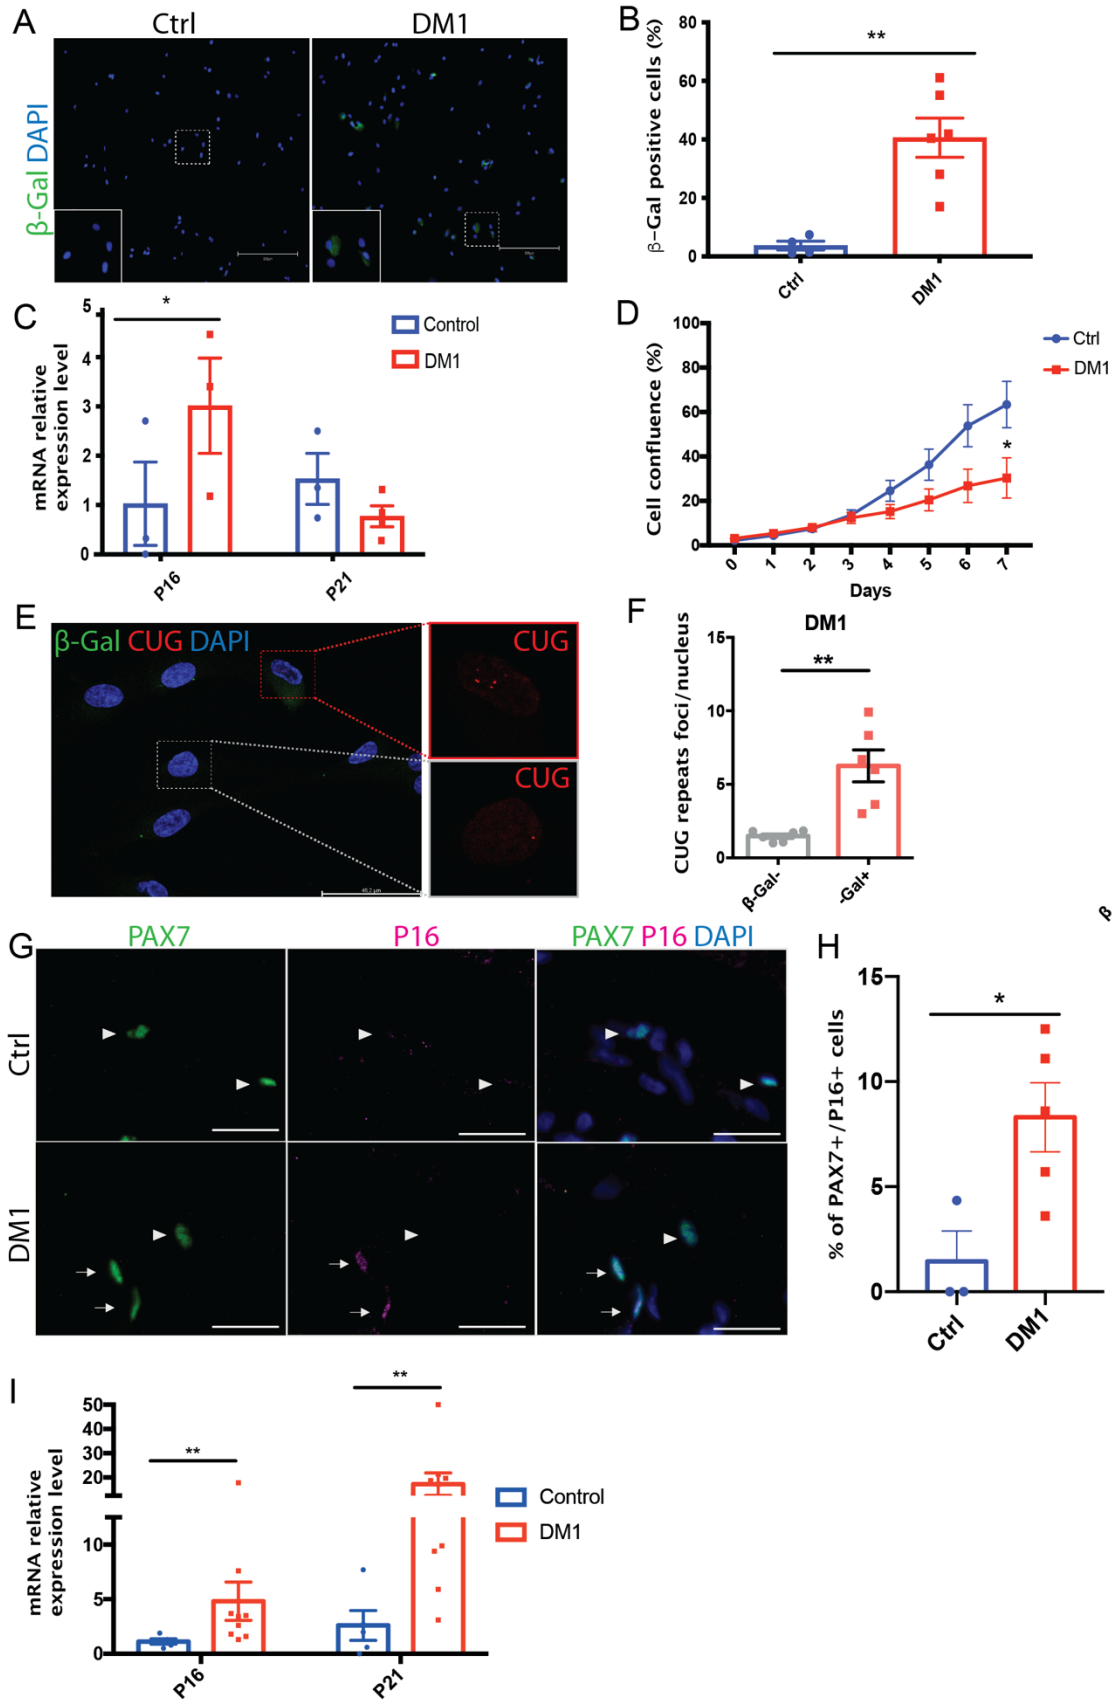 A
Ctrl
DM1
β-Gal DAPI
B
β-Gal positive cells (%)
80
60
40
20
0
**
Ctrl
DM1
C
mRNA relative
expression level
5
4
3
2
1
0
*
Control
DM1
P16
P21
D
Cell confluence (%)
100
80
60
40
20
0
*
Ctrl
DM1
0 1 2 3 4 5 6 7
Days
E
β-Gal CUG DAPI
CUG
CUG
F
DM1
CUG repeats foci/nucleus
15
10
5
0
**
β-Gal-
-Gal+
β
G
PAX7
P16
PAX7 P16 DAPI
Ctrl
DM1
H
% of PAX7+/P16+ cells
15
10
5
0
*
Ctrl
DM1
I
mRNA relative
expression level
50
40
30
20
10
5
0
**
**
Control
DM1
P16
P21